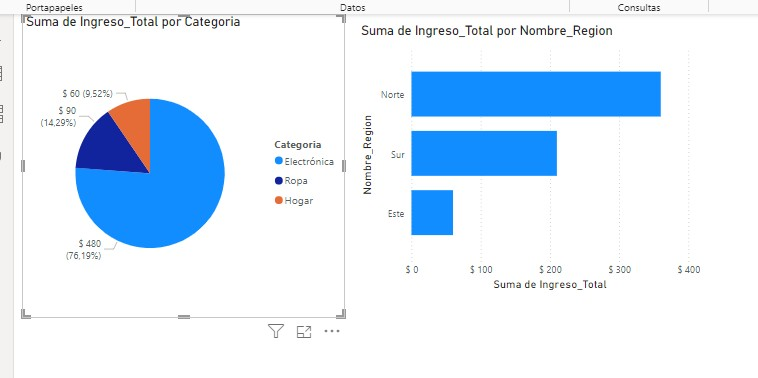 Portapapeles
Datos
Consultas
Suma de Ingreso_Total por Categoria
$ 60 (9,52%)
$ 90
(14,29%)
$ 480
(76,19%)
Categoria
Electrónica
Ropa
Hogar
Suma de Ingreso_Total por Nombre_Region
Nombre_Region
Norte
Sur
Este
$ 0
$ 100
$ 200
$ 300
$ 400
Suma de Ingreso_Total